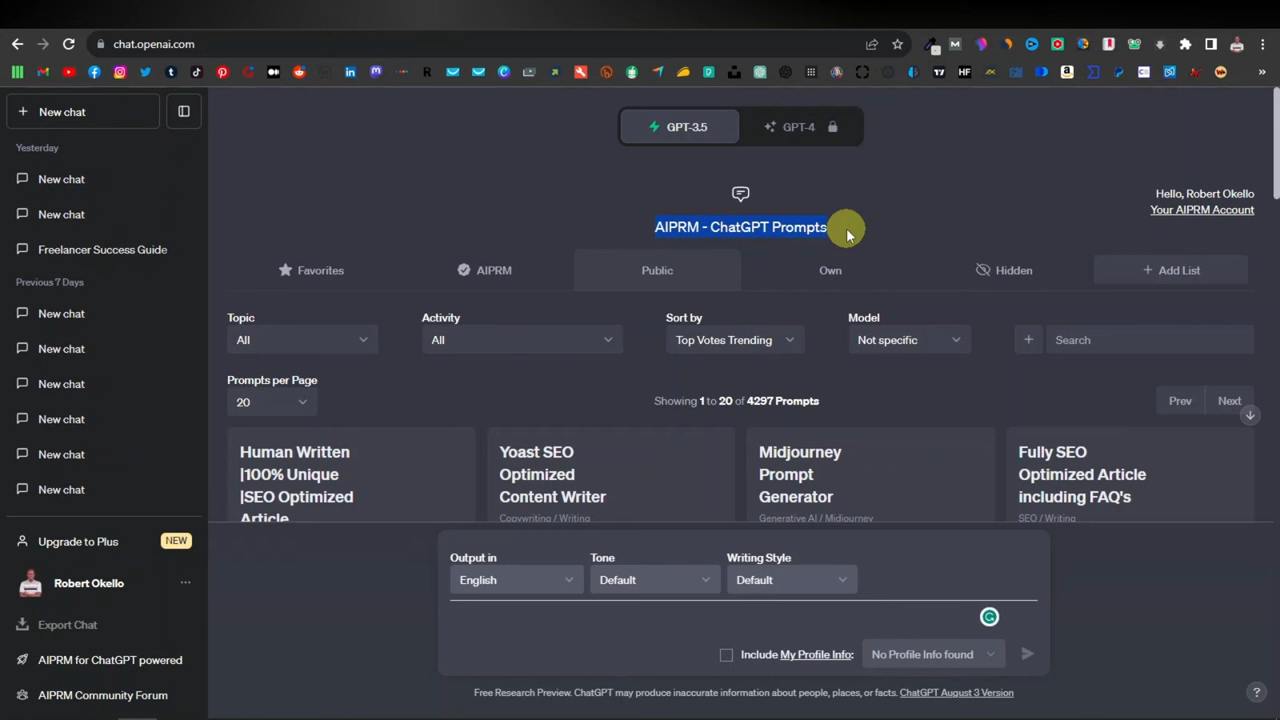 chat.openai.com
New chat
Yesterday
New chat
New chat
Freelancer Success Guide
Previous 7 Days
New chat
New chat
New chat
New chat
New chat
New chat
Upgrade to Plus
NEW
Robert Okello
Export Chat
AIPRM for ChatGPT powered
AIPRM Community Forum
GPT-3.5
GPT-4
Hello, Robert Okello
Your AIPRM Account
AIPRM - ChatGPT Prompts
Favorites
AIPRM
Public
Own
Hidden
+ Add List
Topic
All
Activity
All
Sort by
Top Votes Trending
Model
Not specific
Search
Prompts per Page
20
Showing 1 to 20 of 4297 Prompts
Prev
Next
Human Written
|100% Unique
|SEO Optimized
Article
Yoast SEO
Optimized
Content Writer
Copywriting / Writing
Midjourney
Prompt
Generator
Generative AI / Midjourney
Fully SEO
Optimized Article
including FAQ's
SEO / Writing
Output in
English
Tone
Default
Writing Style
Default
Include My Profile Info:
No Profile Info found
Free Research Preview. ChatGPT may produce inaccurate information about people, places, or facts. ChatGPT August 3 Version